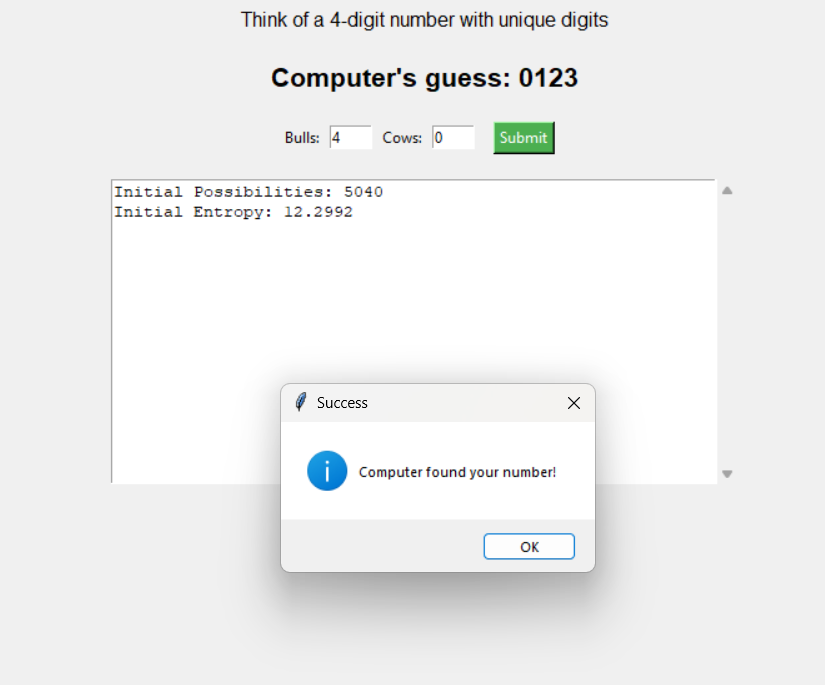 Think of a 4-digit number with unique digits
Computer's guess: 0123
Bulls: 4 Cows: 0 Submit
Initial Possibilities: 5040
Initial Entropy: 12.2992
Success
Computer found your number!
OK